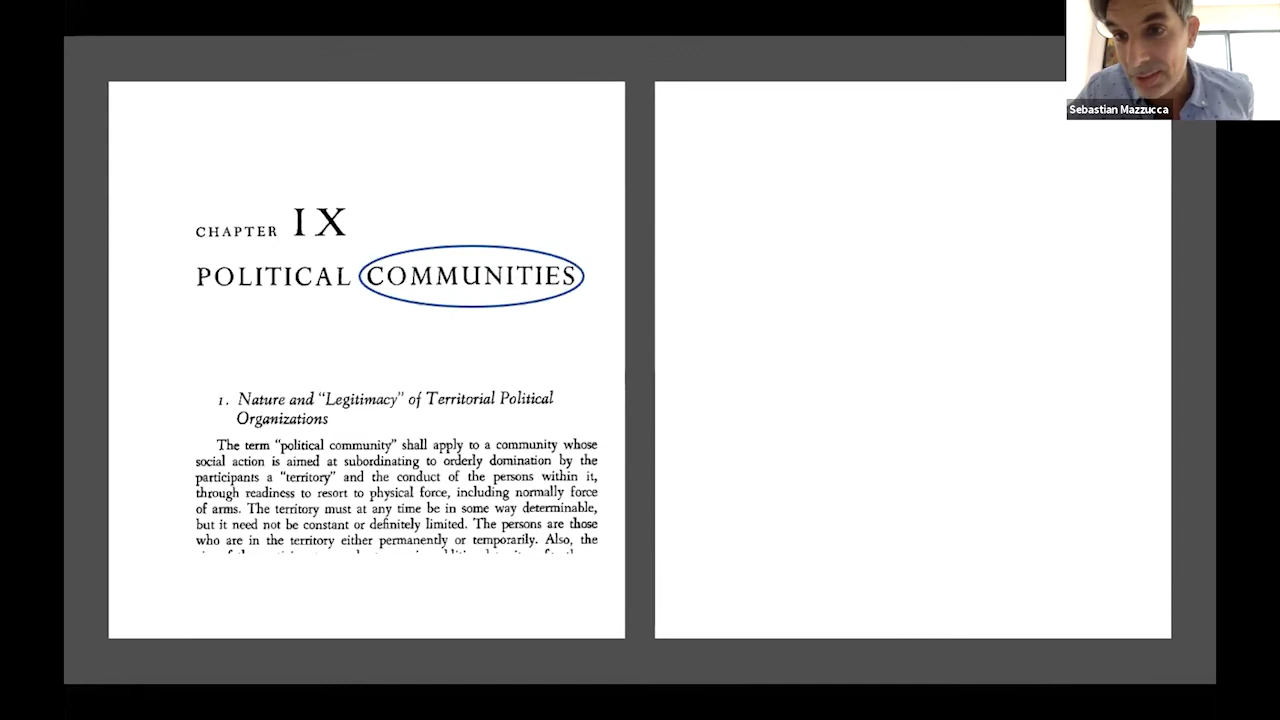 Sebastian Mazzucca
CHAPTER IX
POLITICAL COMMUNITIES
1. Nature and "Legitimacy" of Territorial Political
Organizations
The term "political community" shall apply to a community whose
social action is aimed at subordinating to orderly domination by the
participants a "territory" and the conduct of the persons within it,
through readiness to resort to physical force, including normally force
of arms. The territory must at any time be in some way determinable,
but it need not be constant or definitely limited. The persons are those
who are in the territory either permanently or temporarily. Also, the